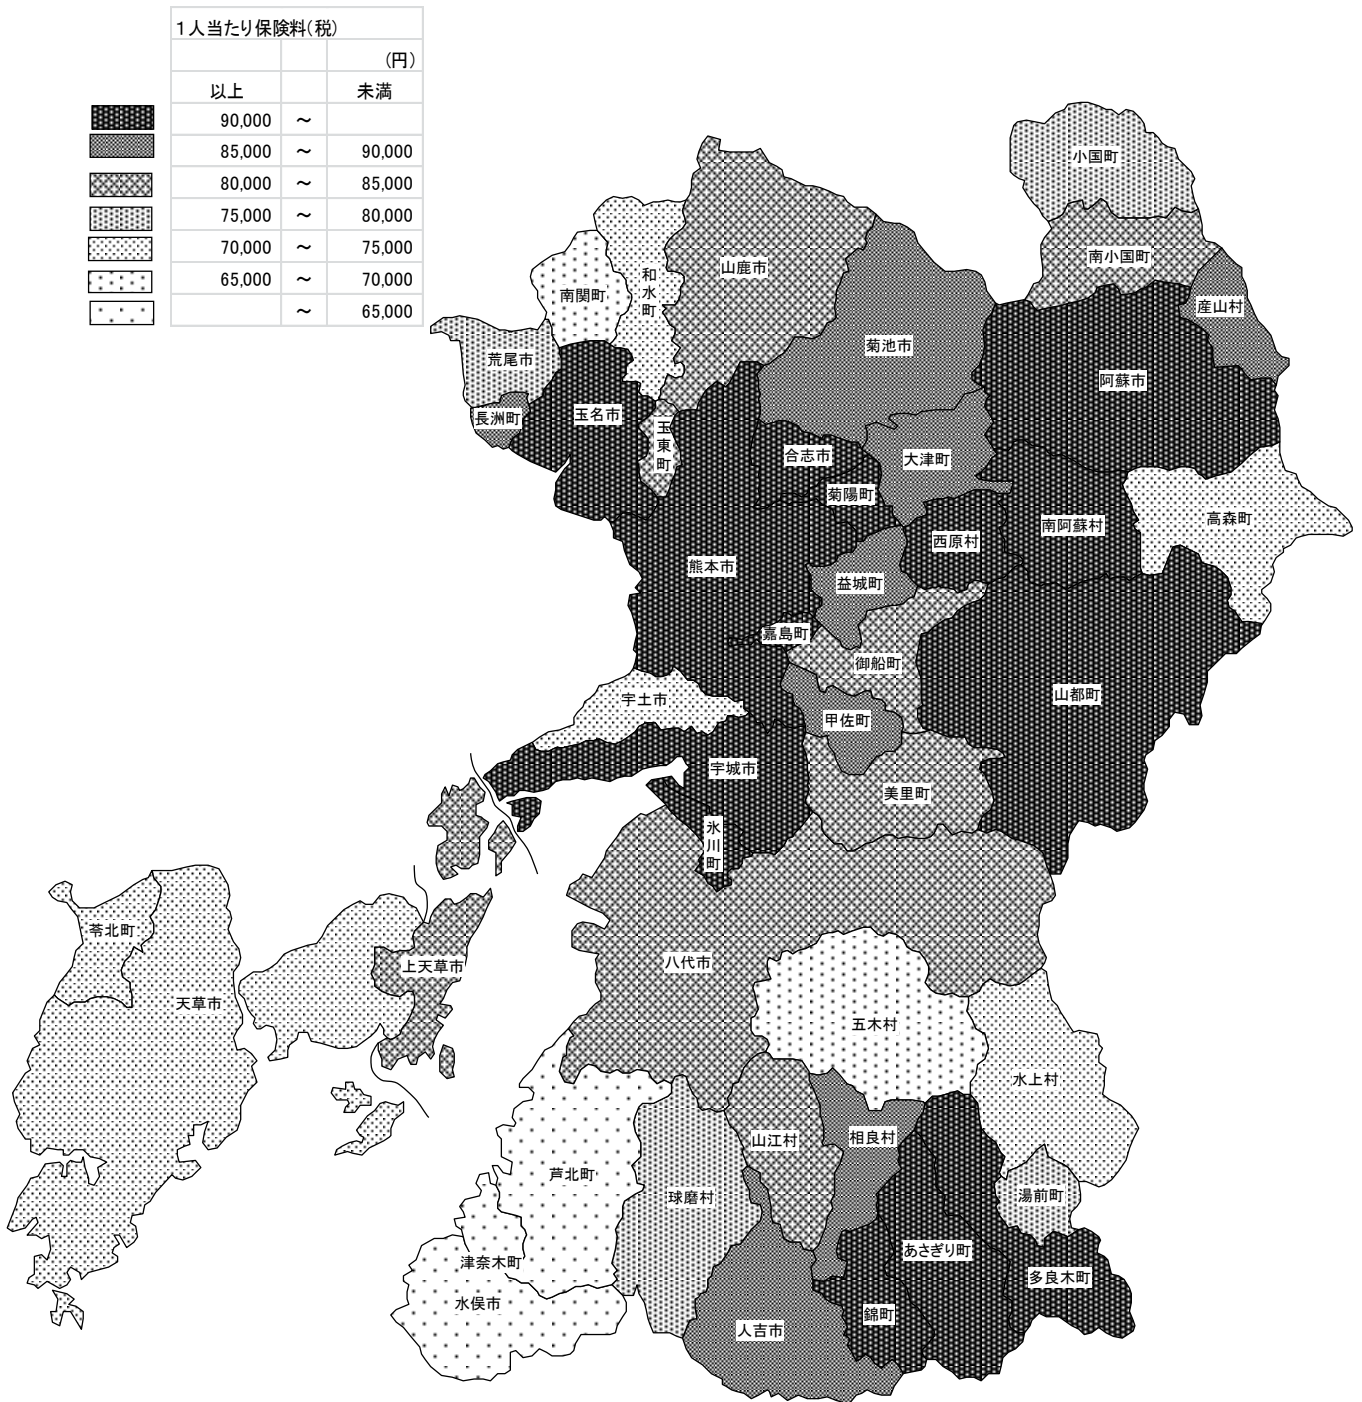 1人当たり保険料(税)
(円)
以上 未満
90,000 ～
85,000 ～ 90,000
80,000 ～ 85,000
75,000 ～ 80,000
70,000 ～ 75,000
65,000 ～ 70,000
～ 65,000
小国町
南小国町
産山村
山鹿市
和水町
南関町
荒尾市
長洲町
玉名市
玉東町
菊池市
阿蘇市
合志市
大津町
菊陽町
高森町
南阿蘇村
西原村
熊本市
益城町
嘉島町
御船町
山都町
宇土市
甲佐町
宇城市
美里町
氷川町
苓北町
上天草市
八代市
天草市
五木村
水上村
相良村
山江村
芦北町
球磨村
湯前町
あさぎり町
津奈木町
多良木町
水俣市
錦町
人吉市